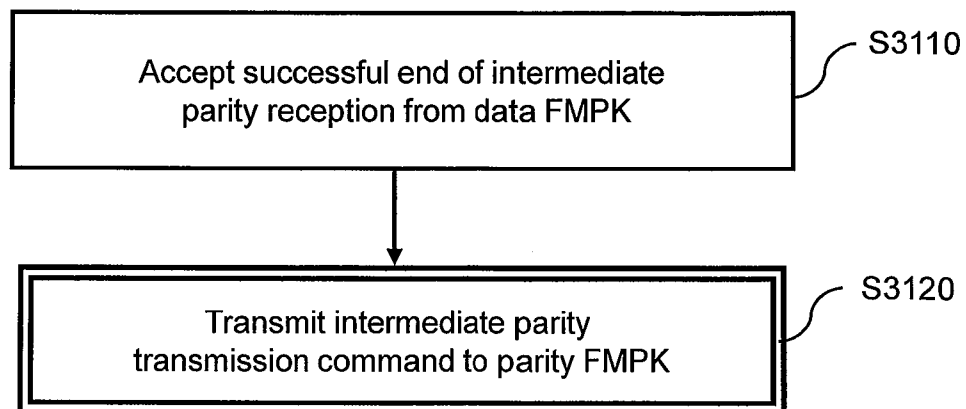 Accept successful end of intermediate
parity reception from data FMPK
S3110
Transmit intermediate parity
transmission command to parity FMPK
S3120